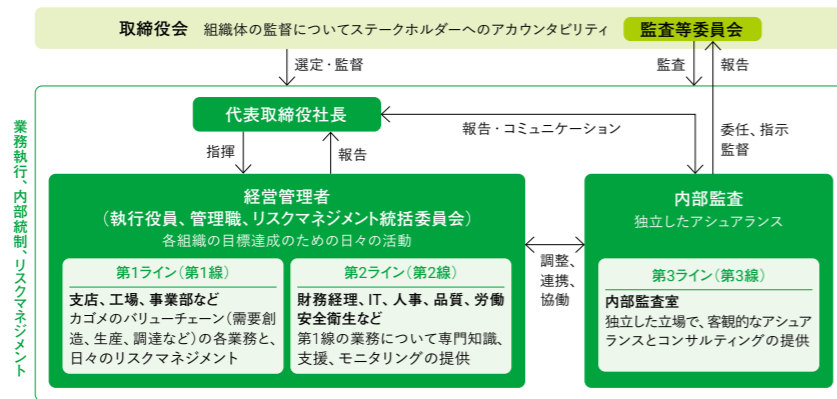 取締役会 組織体の監督についてステークホルダーへのアカウンタビリティ 監査等委員会
選定・監督
監査
報告
代表取締役社長
報告・コミュニケーション
委任、指示
監督
指揮
報告
経営管理者
（執行役員、管理職、リスクマネジメント統括委員会）
各組織の目標達成のための日々の活動
第1ライン（第1線）
支店、工場、事業部など
カゴメのバリューチェーン（需要創
造、生産、調達など）の各業務と、
日々のリスクマネジメント
第2ライン（第2線）
財務経理、IT、人事、品質、労働
安全衛生など
第1線の業務について専門知識、
支援、モニタリングの提供
調整、
連携、
協働
内部監査
独立したアシュアランス
第3ライン（第3線）
内部監査室
独立した立場で、客観的なアシュア
ランスとコンサルティングの提供
業務執行、内部統制、リスクマネジメント